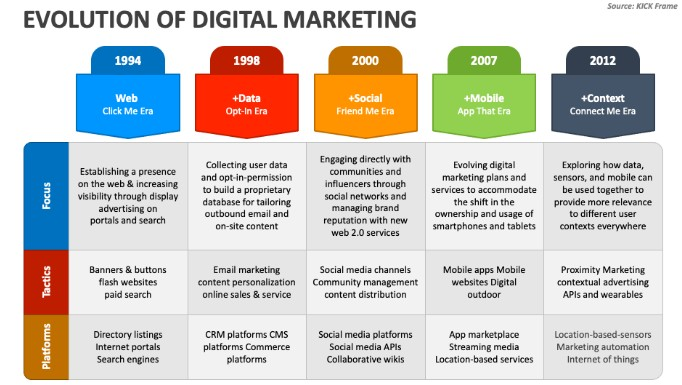 Source: KICK Frame
EVOLUTION OF DIGITAL MARKETING
1994
1998
2000
2007
2012
Web
Click Me Era
+Data
Opt-In Era
+Social
Friend Me Era
+Mobile
App That Era
+Context
Connect Me Era
Focus
Establishing a presence
on the web & increasing
visibility through display
advertising on
portals and search
Collecting user data
and opt-in-permission
to build a proprietary
database for tailoring
outbound email and
on-site content
Engaging directly with
communities and
influencers through
social networks and
managing brand
reputation with new
web 2.0 services
Evolving digital
marketing plans and
services to accommodate
the shift in the
ownership and usage of
smartphones and tablets
Exploring how data,
sensors, and mobile can
be used together to
provide more relevance
to different user
contexts everywhere
Tactics
Banners & buttons
flash websites
paid search
Email marketing
content personalization
online sales & service
Social media channels
Community management
content distribution
Mobile apps Mobile
websites Digital
outdoor
Proximity Marketing
contextual advertising
APIs and wearables
Platforms
Directory listings
Internet portals
Search engines
CRM platforms CMS
platforms Commerce
platforms
Social media platforms
Social media APIs
Collaborative wikis
App marketplace
Streaming media
Location-based services
Location-based-sensors
Marketing automation
Internet of things